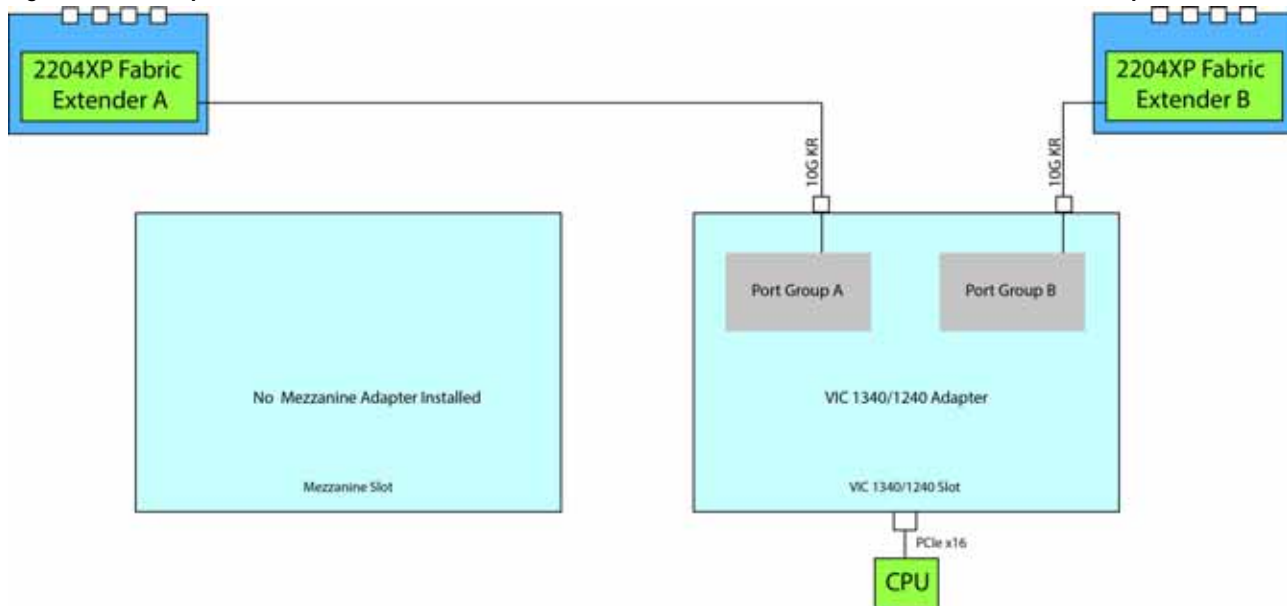 2204XP Fabric
Extender A
2204XP Fabric
Extender B
10G KR
10G KR
Port Group A
Port Group B
No Mezzanine Adapter Installed
VIC 1340/1240 Adapter
Mezzanine Slot
VIC 1340/1240 Slot
PCIe x16
CPU